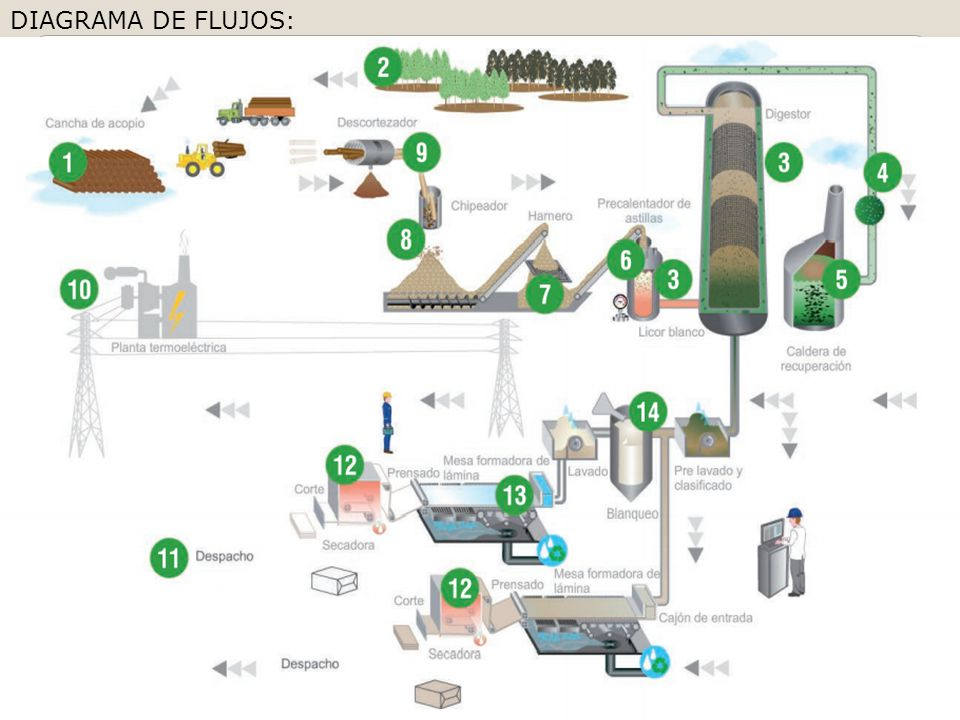 DIAGRAMA DE FLUJOS:
2
Cancha de acopio
1
Descortezador
9
Digestor
3
4
Chipeador
8
Harnero
7
Precalentador de
astillas
6
3
Licor blanco
5
Caldera de
recuperación
10
Planta termoeléctrica
14
Lavado
Blanqueo
Pre lavado y
clasificado
12
Corte
Prensado
Mesa formadora de
lámina
13
Secadora
11
Despacho
12
Corte
Prensado
Mesa formadora de
lámina
Cajón de entrada
Secadora
Despacho